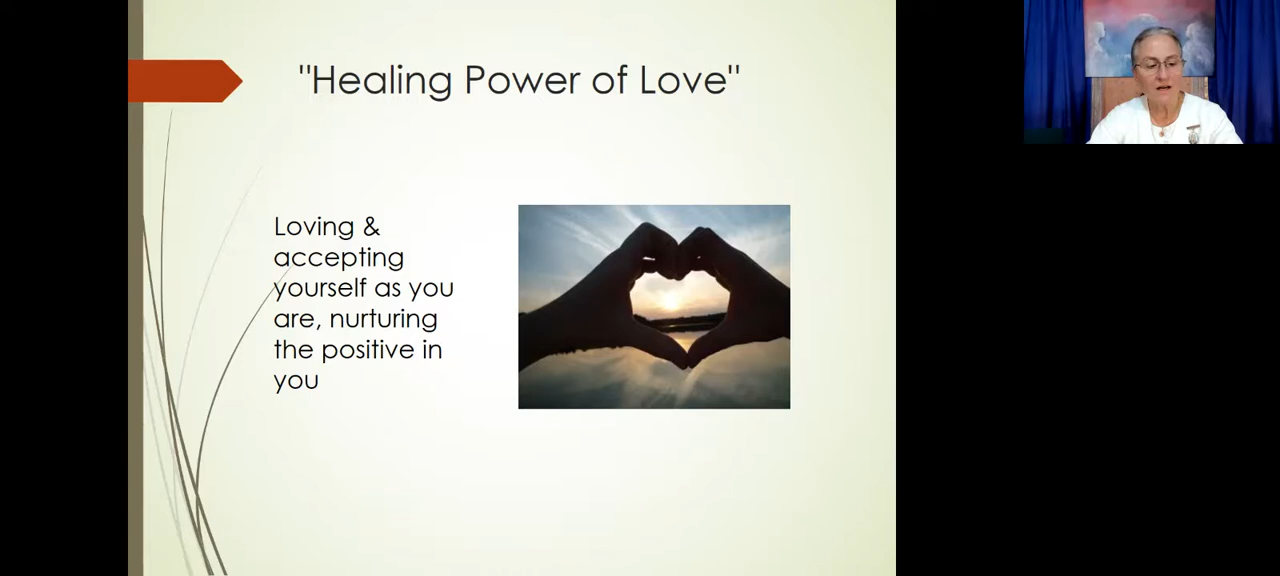 "Healing Power of Love"
Loving &
accepting
yourself as you
are, nurturing
the positive in
you